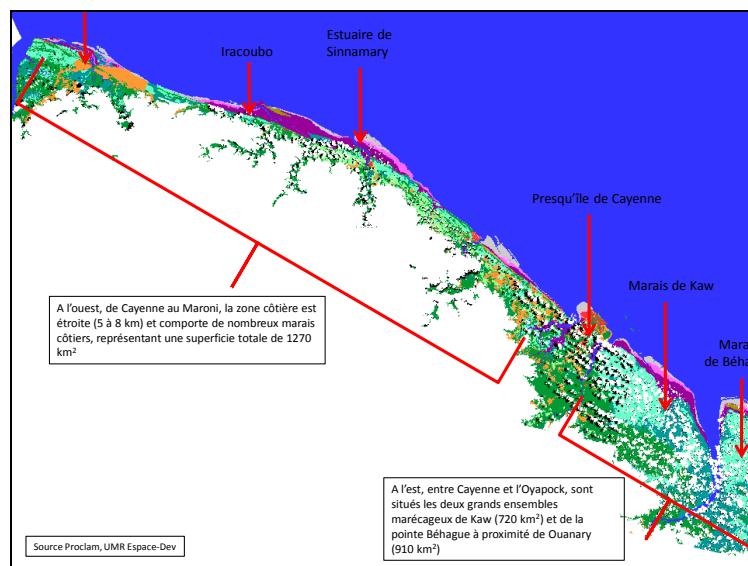 Iracoubo
Estuaire de
Sinnamary
Presqu'île de Cayenne
Marais de Kaw
A l'ouest, de Cayenne au Maroni, la zone côtière est
étroite (5 à 8 km) et comporte de nombreux marais
côtiers, représentant une superficie totale de 1270
km²
A l'est, entre Cayenne et l'Oyapock, sont
situés les deux grands ensembles
marécageux de Kaw (720 km²) et de la
pointe Béhague à proximité de Ouanary
(910 km²)
Source Proclam, UMR Espace-Dev